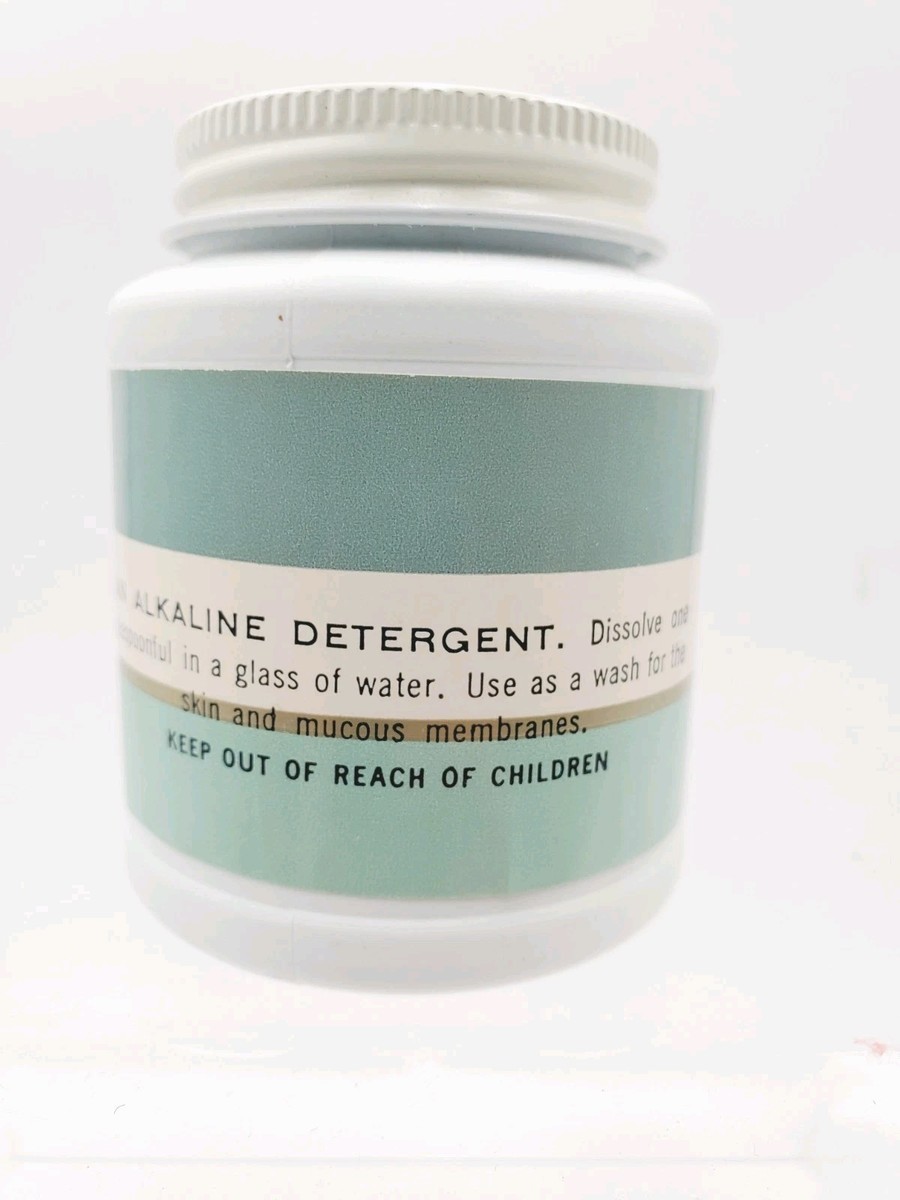 ALKALINE DETERGENT. Dissolve one
in a glass of water. Use as a wash for the
skin and mucous membranes.
KEEP OUT OF REACH OF CHILDREN